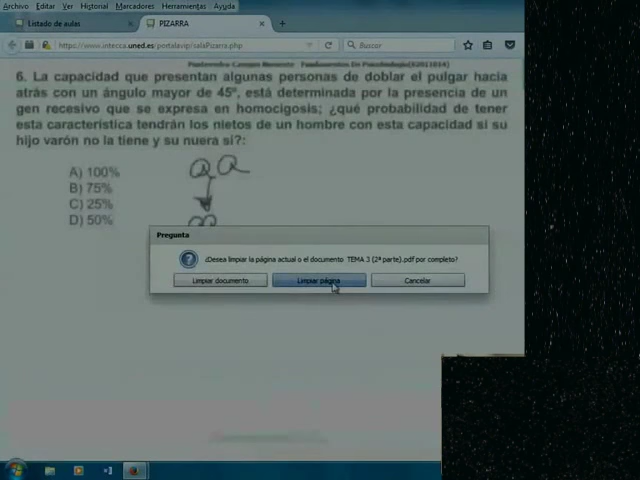 Archivo Editar Ver Historial Marcadores Herramientas Ayuda
Listado de aulas
PIZARRA
https://www.intecca.uned.es/portalavip/salaPizarra.php
Buscar
6. La capacidad que presentan algunas personas de doblar el pulgar hacia
atrás con un ángulo mayor de 45º, está determinada por la presencia de un
gen recesivo que se expresa en homocigosis; ¿qué probabilidad de tener
esta característica tendrán los nietos de un hombre con esta capacidad si su
hijo varón no la tiene y su nuera si?:
A) 100%
B) 75%
C) 25%
D) 50%
Pregunta
¿Desea limpiar la página actual o el documento TEMA 3 (2ª parte).pdf por completo?
Limpiar documento
Limpiar página
Cancelar